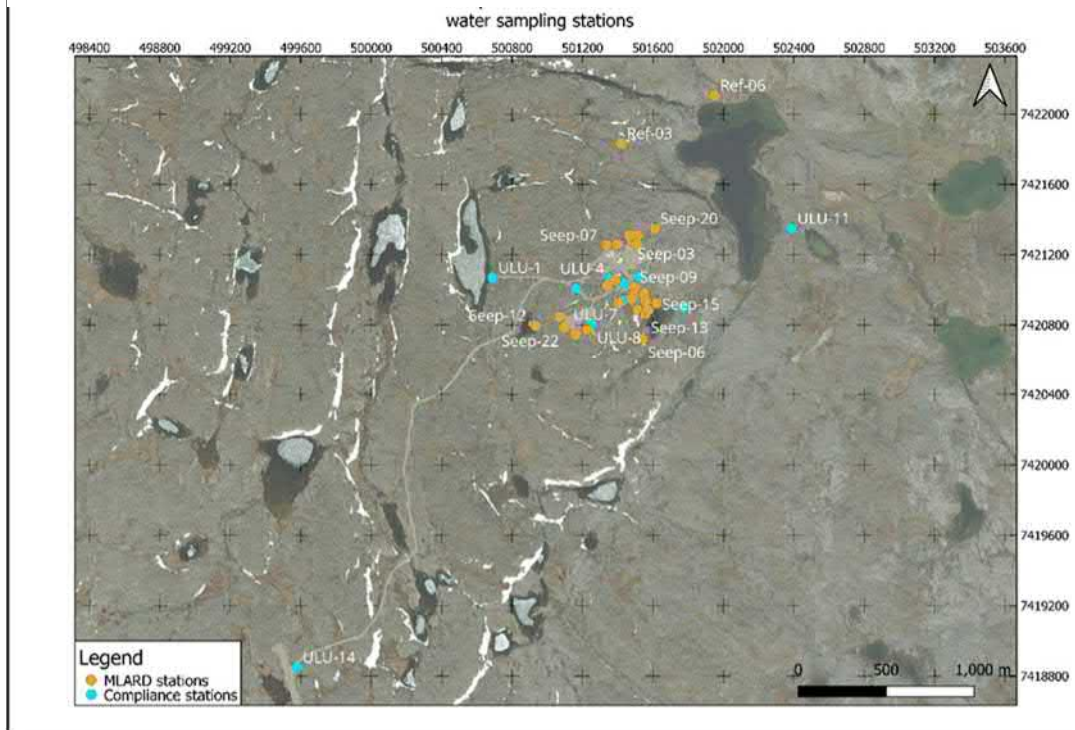 water sampling stations
498400 498800 499200 499600 500000 500400 500800 501200 501600 502000 502400 502800 503200 503600
Ref-06
7422000
Ref-03
7421600
Seep-20
ULU-11
Seep-07
Seep-03
7421200
ULU-1
ULU-4
Seep-09
Seep-15
Seep-12
ULU-7
Seep-13
7420800
Seep-22
ULU-8
Seep-06
7420400
7420000
7419600
7419200
ULU-14
7418800
Legend
MLARD stations
Compliance stations
0 500 1,000 m